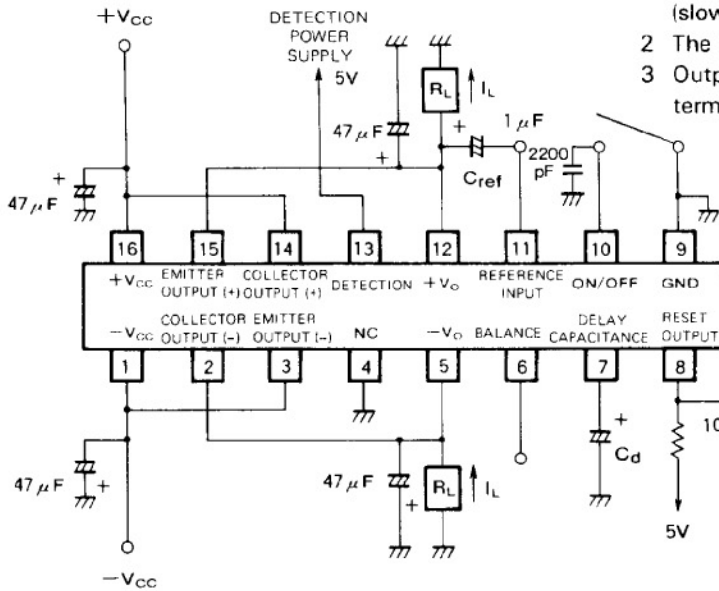 +Vcc
DETECTION
POWER
SUPPLY
5V
(slow
2 The
3 Outp
term
RL
IL
47µF
+
+
1µF
Cref
2200
pF
+
47µF
16
15
14
13
12
11
10
9
+Vcc
EMITTER
OUTPUT (+)
COLLECTOR
OUTPUT (+)
DETECTION
+Vo
REFERENCE
INPUT
ON/OFF
GND
-Vcc
COLLECTOR
OUTPUT (-)
EMITTER
OUTPUT (-)
NC
-Vo
BALANCE
DELAY
CAPACITANCE
RESET
OUTPUT
1
2
3
4
5
6
7
8
47µF
+
47µF
+
RL
IL
+
Cd
10
5V
-Vcc